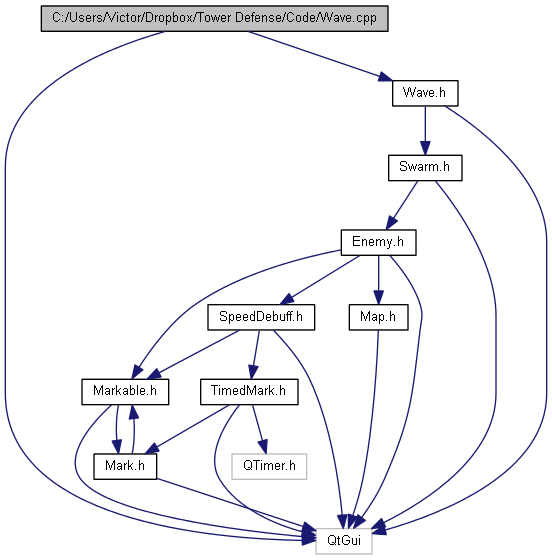 C:/Users/Victor/Dropbox/Tower Defense/Code/Wave.cpp
Wave.h
Swarm.h
Enemy.h
SpeedDebuff.h
Map.h
Markable.h
TimedMark.h
Mark.h
QTimer.h
QtGui